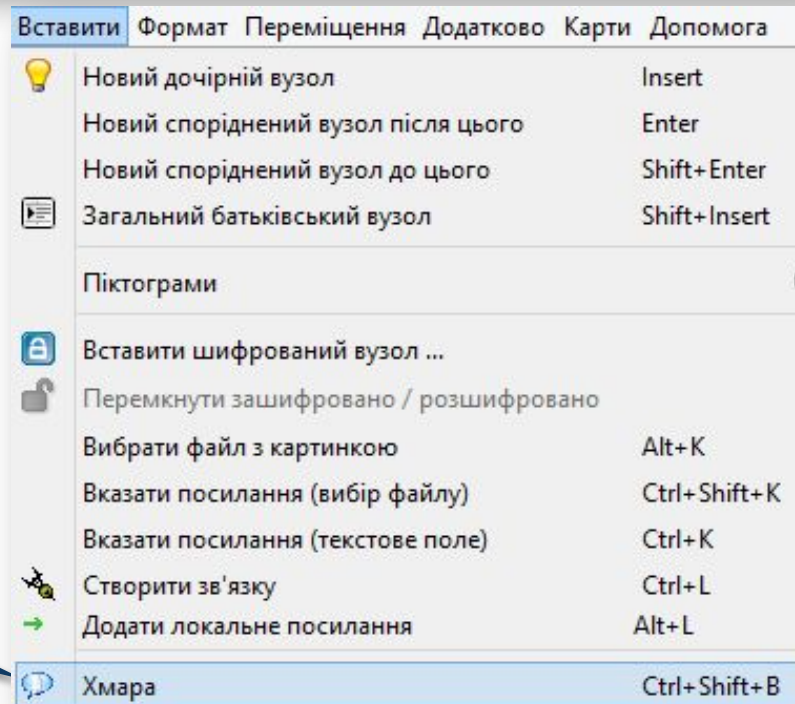 Вставити Формат Переміщення Додатково Карти Допомога
Новий дочірній вузол Insert
Новий споріднений вузол після цього Enter
Новий споріднений вузол до цього Shift+Enter
Загальний батьківський вузол Shift+Insert
Піктограми
Вставити шифрований вузол ...
Перемкнути зашифровано / розшифровано
Вибрати файл з картинкою Alt+K
Вказати посилання (вибір файлу) Ctrl+Shift+K
Вказати посилання (текстове поле) Ctrl+K
Створити зв'язку Ctrl+L
Додати локальне посилання Alt+L
Хмара Ctrl+Shift+B